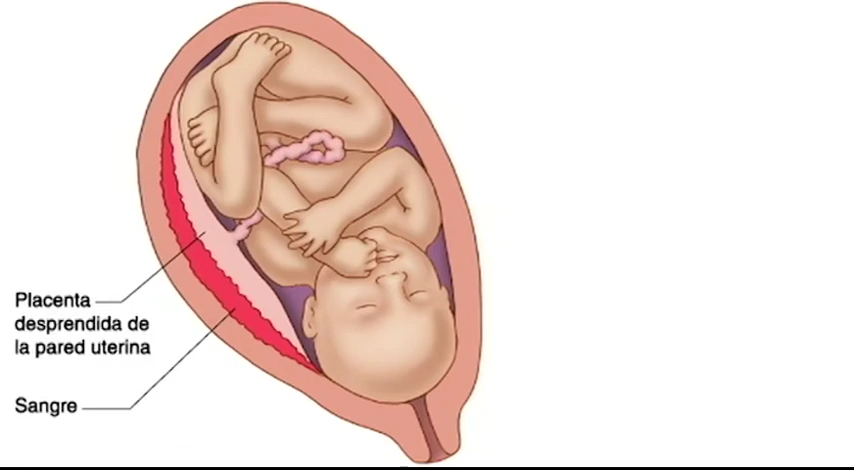 Placenta
desprendida de
la pared uterina
Sangre